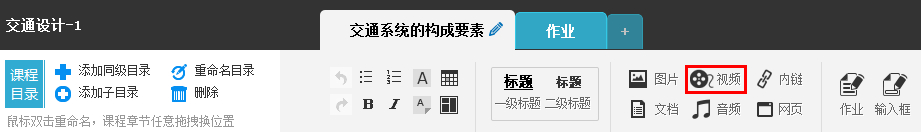 交通设计-1 交通系统的构成要素 作业 +
课程目录 添加同级目录 重命名目录 A 标题 标题 图片 视频 内链
添加子目录 删除 B I A 一级标题 二级标题 文档 音频 网页 作业 输入框
鼠标双击重命名，课程章节任意拖拽换位置